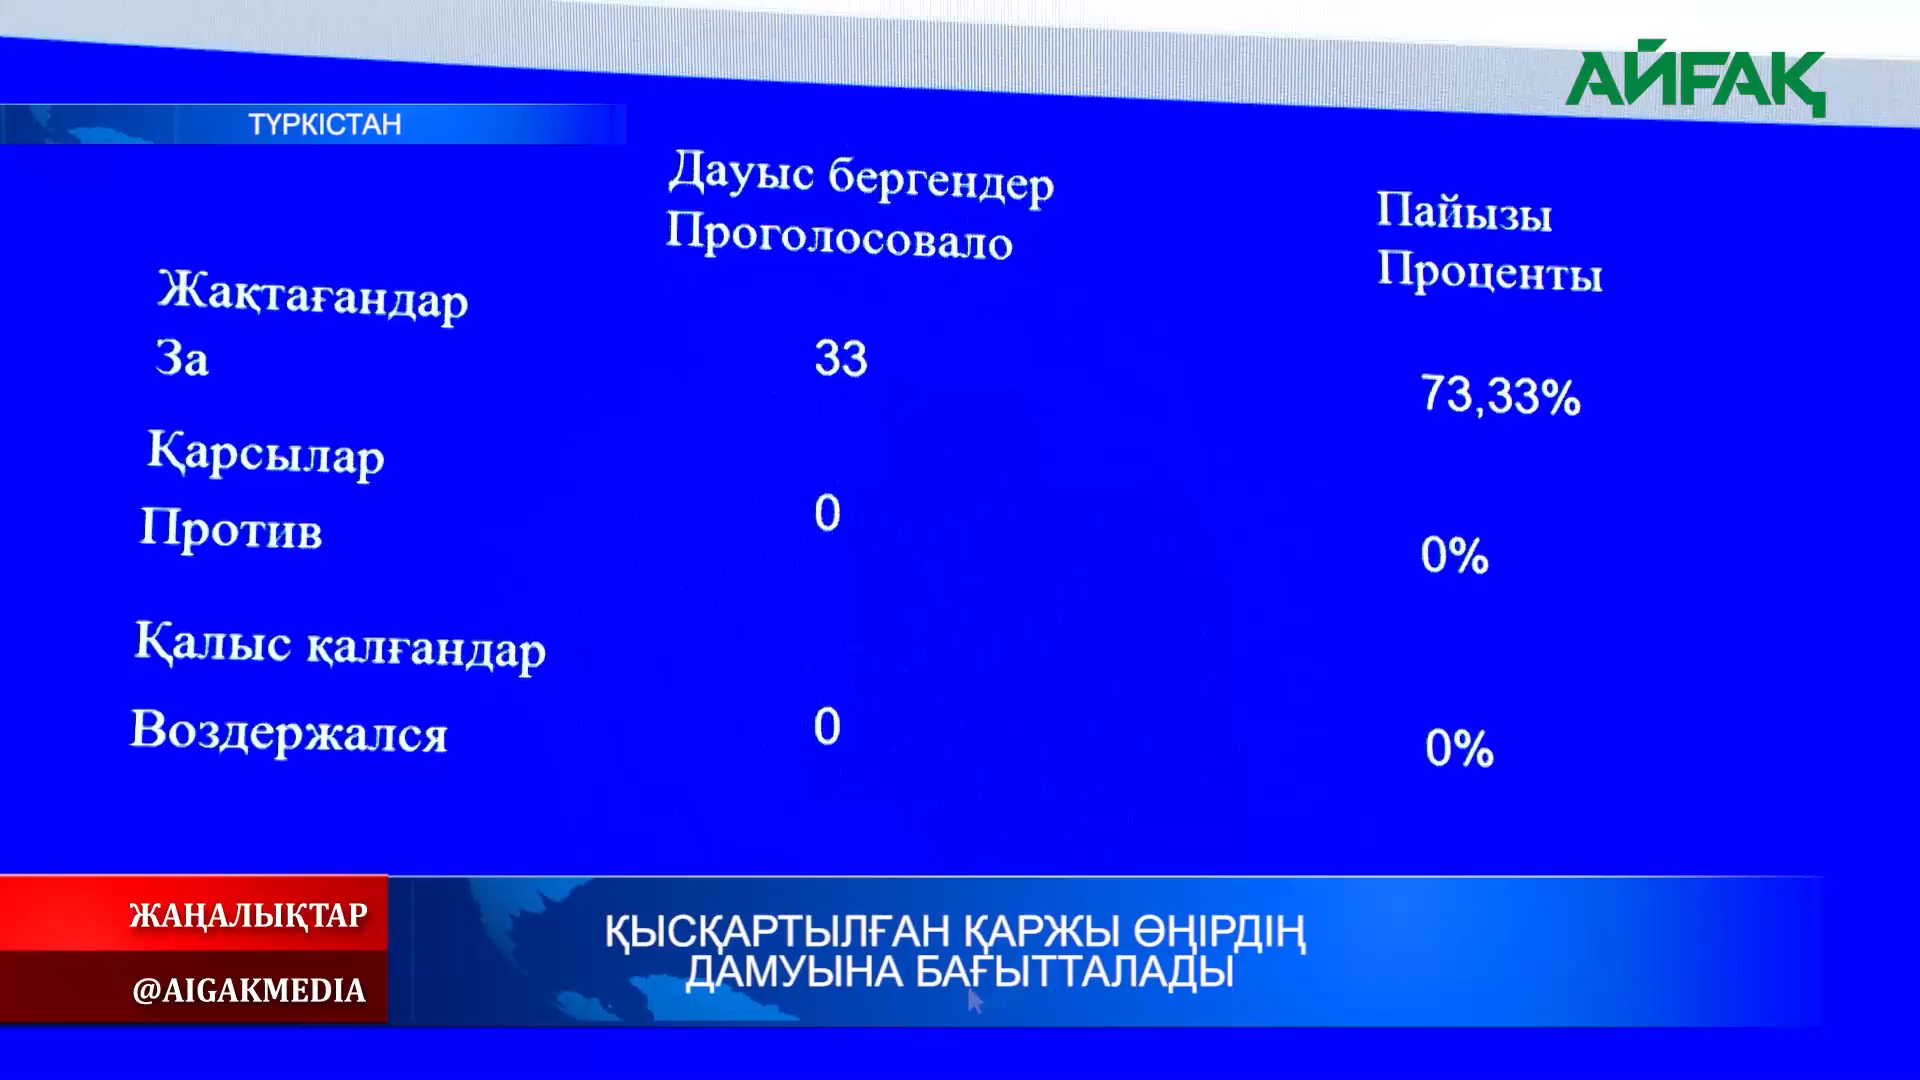 АЙҒАҚ
ТҮРКІСТАН
Дауыс бергендер
Проголосовало
Пайызы
Проценты
Жақтағандар
За
33
73,33%
Қарсылар
Против
0
0%
Қалыс қалғандар
Воздержался
0
0%
ЖАҢАЛЫҚТАР
@AIGAKMEDIA
ҚЫСҚАРТЫЛҒАН ҚАРЖЫ ӨҢІРДІҢ
ДАМУЫНА БАҒЫТТАЛАДЫ